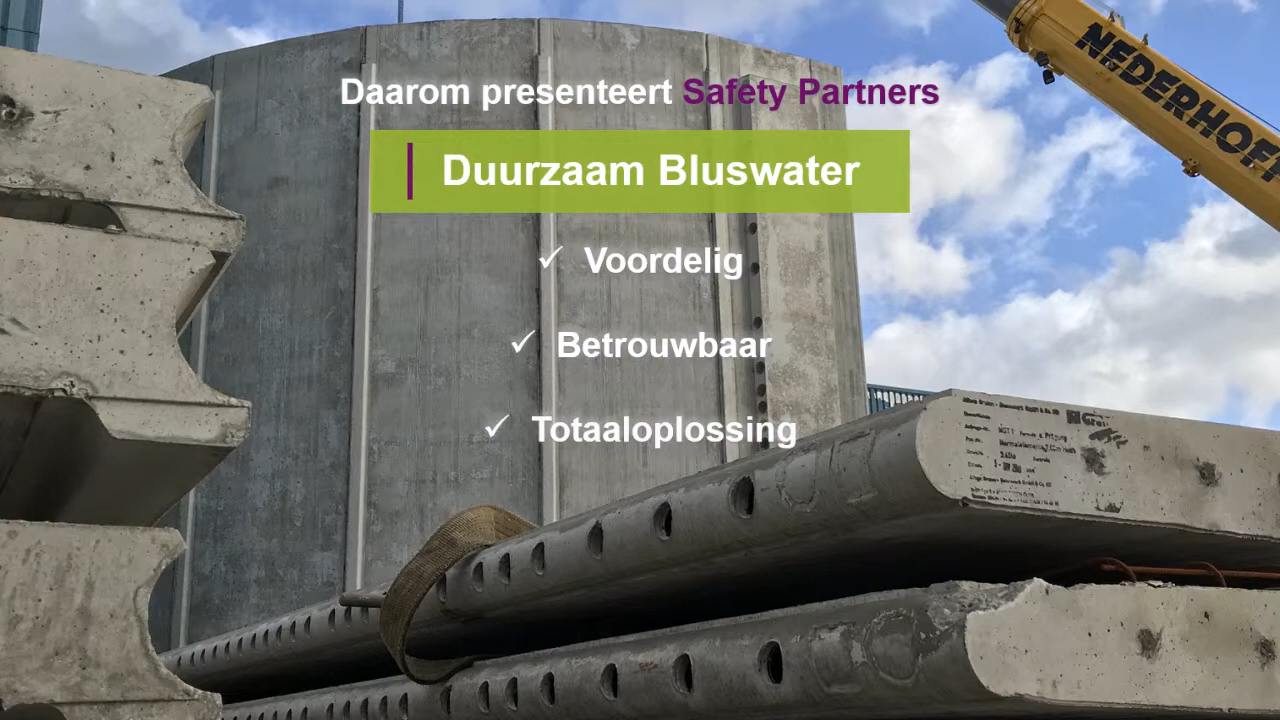 Daarom presenteert Safety Partners
Duurzaam Bluswater
✓ Voordelig
✓ Betrouwbaar
✓ Totaaloplossing
NEDERHOFF